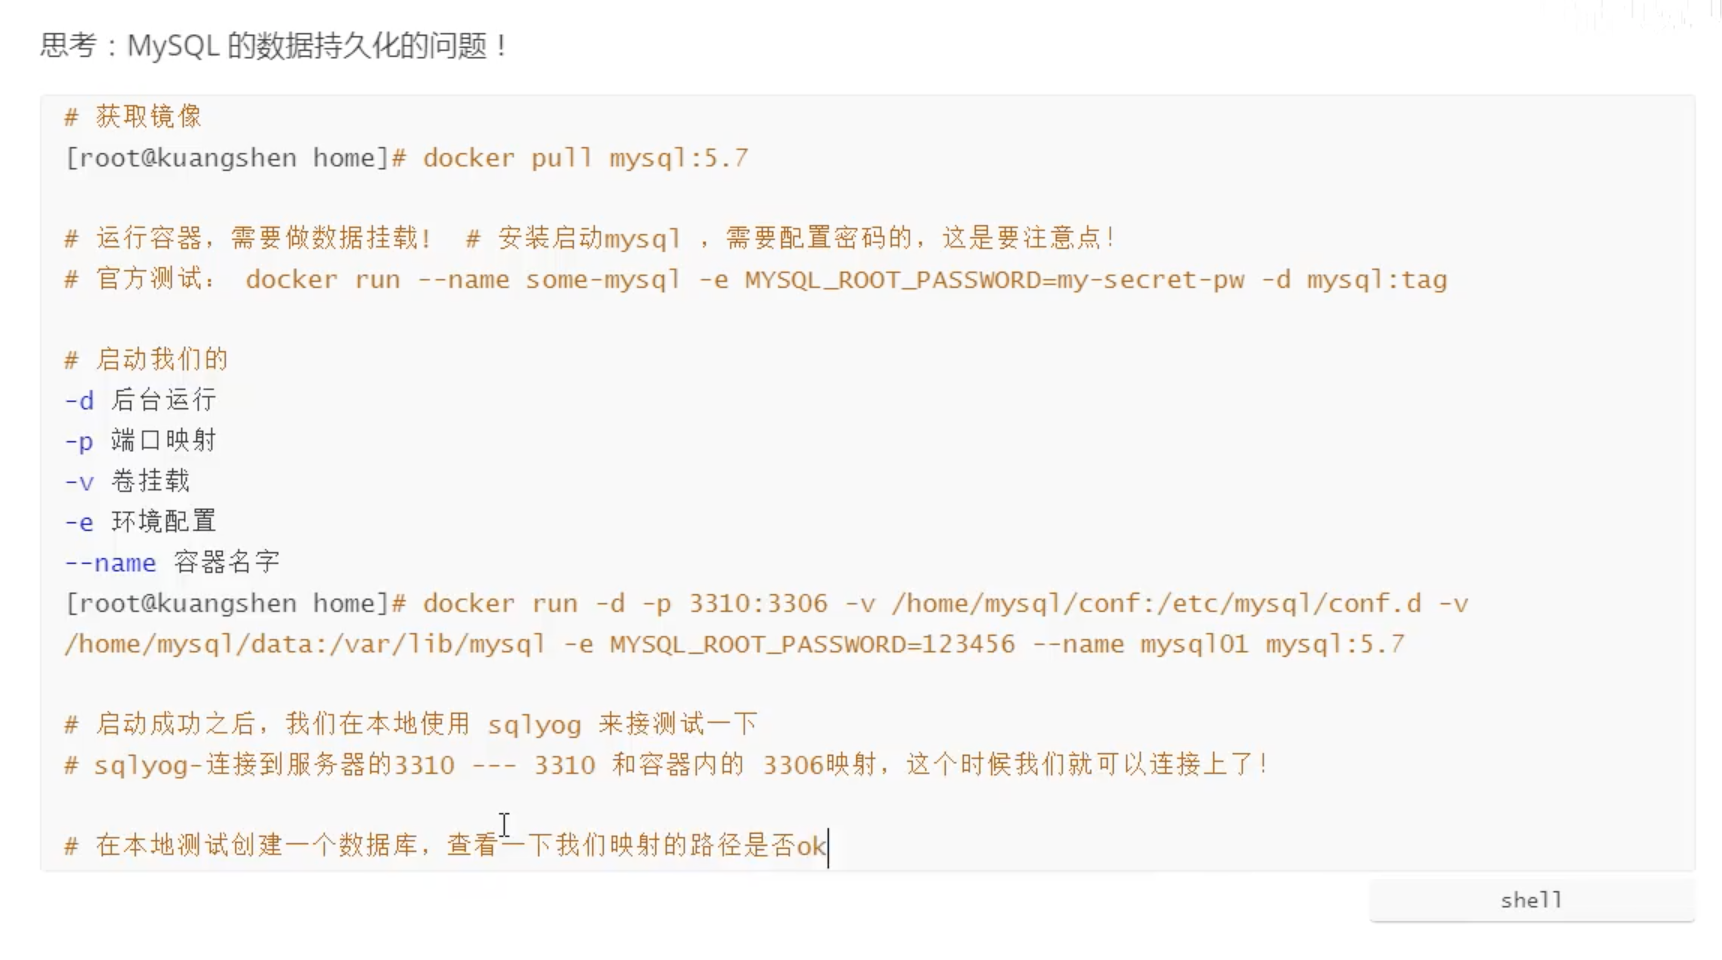 思考：MySQL 的数据持久化的问题！
# 获取镜像
[root@kuangshen home]# docker pull mysql:5.7
# 运行容器，需要做数据挂载！ # 安装启动mysql ，需要配置密码的，这是要注意点！
# 官方测试： docker run --name some-mysql -e MYSQL_ROOT_PASSWORD=my-secret-pw -d mysql:tag
# 启动我们的
-d 后台运行
-p 端口映射
-v 卷挂载
-e 环境配置
--name 容器名字
[root@kuangshen home]# docker run -d -p 3310:3306 -v /home/mysql/conf:/etc/mysql/conf.d -v
/home/mysql/data:/var/lib/mysql -e MYSQL_ROOT_PASSWORD=123456 --name mysql01 mysql:5.7
# 启动成功之后，我们在本地使用 sqlyog 来接测试一下
# sqlyog-连接到服务器的3310 --- 3310 和容器内的 3306映射，这个时候我们就可以连接上了！
# 在本地测试创建一个数据库，查看一下我们映射的路径是否ok
shell